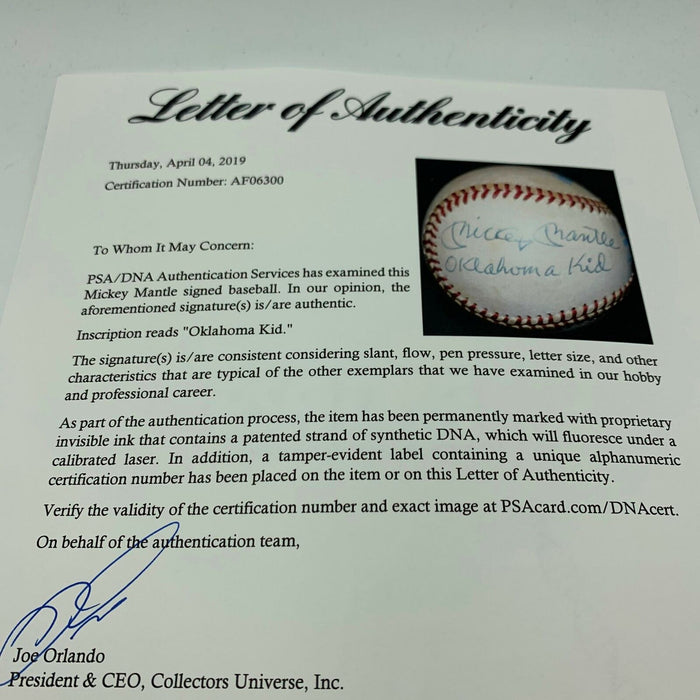 Letter of Authenticity
Thursday, April 04, 2019
Certification Number: AF06300
Mickey Mantle
Oklahoma Kid
To Whom It May Concern:
PSA/DNA Authentication Services has examined this
Mickey Mantle signed baseball. In our opinion, the
aforementioned signature(s) is/are authentic.
Inscription reads "Oklahoma Kid."
The signature(s) is/are consistent considering slant, flow, pen pressure, letter size, and other
characteristics that are typical of the other exemplars that we have examined in our hobby
and professional career.
As part of the authentication process, the item has been permanently marked with proprietary
invisible ink that contains a patented strand of synthetic DNA, which will fluoresce under a
calibrated laser. In addition, a tamper-evident label containing a unique alphanumeric
certification number has been placed on the item or on this Letter of Authenticity.
Verify the validity of the certification number and exact image at PSAcard.com/DNAcert.
On behalf of the authentication team,
Joe Orlando
President & CEO, Collectors Universe, Inc.